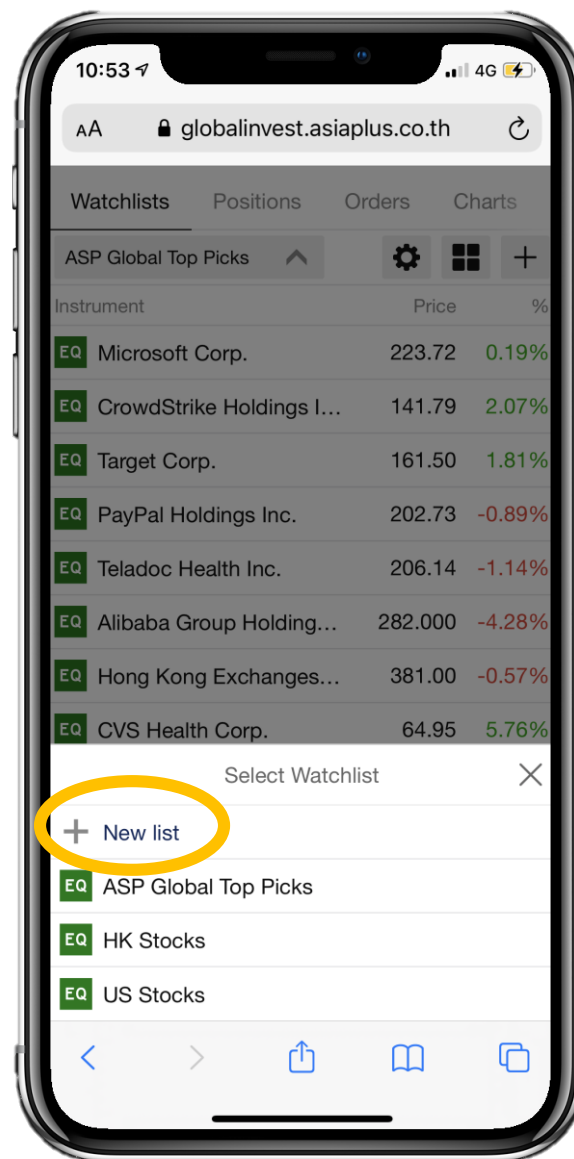 10:53 4G
AA globalinvest.asiaplus.co.th
Watchlists Positions Orders Charts
ASP Global Top Picks
Instrument Price %
EQ Microsoft Corp. 223.72 0.19%
EQ CrowdStrike Holdings I... 141.79 2.07%
EQ Target Corp. 161.50 1.81%
EQ PayPal Holdings Inc. 202.73 -0.89%
EQ Teladoc Health Inc. 206.14 -1.14%
EQ Alibaba Group Holding... 282.000 -4.28%
EQ Hong Kong Exchanges... 381.00 -0.57%
EQ CVS Health Corp. 64.95 5.76%
Select Watchlist
+ New list
EQ ASP Global Top Picks
EQ HK Stocks
EQ US Stocks